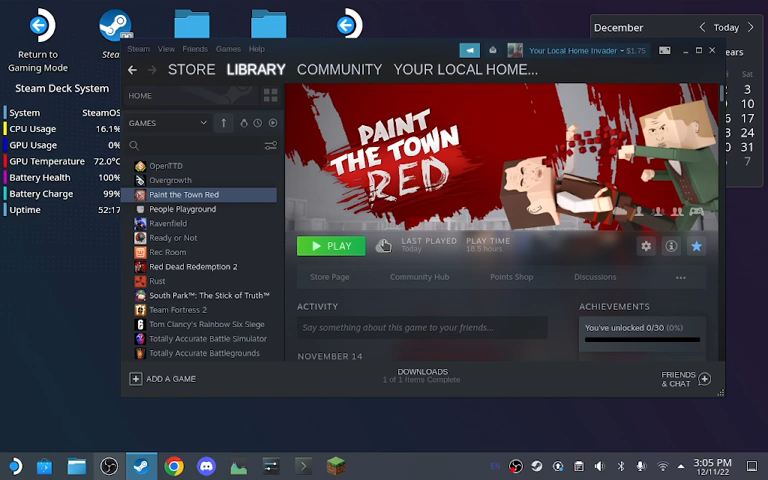 Return to
Gaming Mode
Stea
December
Today
ears
Sat
3
10
17
24
31
7
Steam Deck System
System SteamOS
CPU Usage 16.1%
GPU Usage 0%
GPU Temperature 72.0°C
Battery Health 100%
Battery Charge 99%
Uptime 52:17
Steam View Friends Games Help
Your Local Home Invader $1.75
STORE LIBRARY COMMUNITY YOUR LOCAL HOME...
HOME
GAMES
OpenTTD
Overgrowth
Paint the Town Red
People Playground
Ravenfield
Ready or Not
Rec Room
Red Dead Redemption 2
Rust
South Park™: The Stick of Truth™
Team Fortress 2
Tom Clancy's Rainbow Six Siege
Totally Accurate Battle Simulator
Totally Accurate Battlegrounds
PAINT
THE TOWN
RED
PLAY
LAST PLAYED
Today
PLAY TIME
18.5 hours
Store Page Community Hub Points Shop Discussions
ACTIVITY
Say something about this game to your friends...
NOVEMBER 14
ACHIEVEMENTS
You've unlocked 0/30 (0%)
ADD A GAME
DOWNLOADS
1 of 1 Items Complete
FRIENDS
& CHAT
EN
3:05 PM
12/11/22